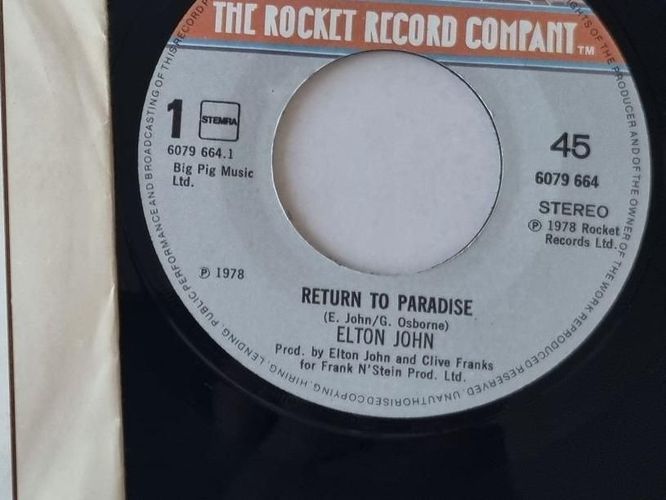 THE ROCKET RECORD COMPANY TM
1
STEMRA
6079 664.1
Big Pig Music
Ltd.
45
6079 664
STEREO
Ⓟ 1978 Rocket
Records Ltd.
Ⓟ 1978
RETURN TO PARADISE
(E. John/G. Osborne)
ELTON JOHN
Prod. by Elton John and Clive Franks
for Frank N'Stein Prod. Ltd.
RIGHTS OF THE PRODUCER AND OF THE OWNER OF THE WORK REPRODUCED RESERVED. UNAUTHORISED COPYING, HIRING, LENDING, PUBLIC PERFORMANCE AND BROADCASTING OF THIS RECORD